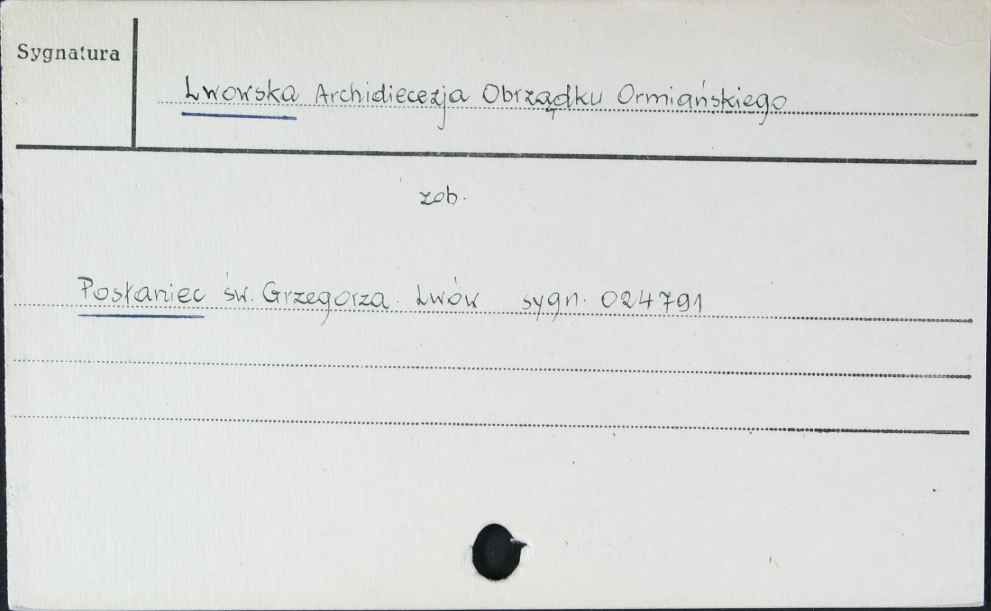 Sygnatura
Lwowska Archidiecezja Obrządku Ormiańskiego
zob.
Posłaniec św. Grzegorza. Lwów sygn. 024791